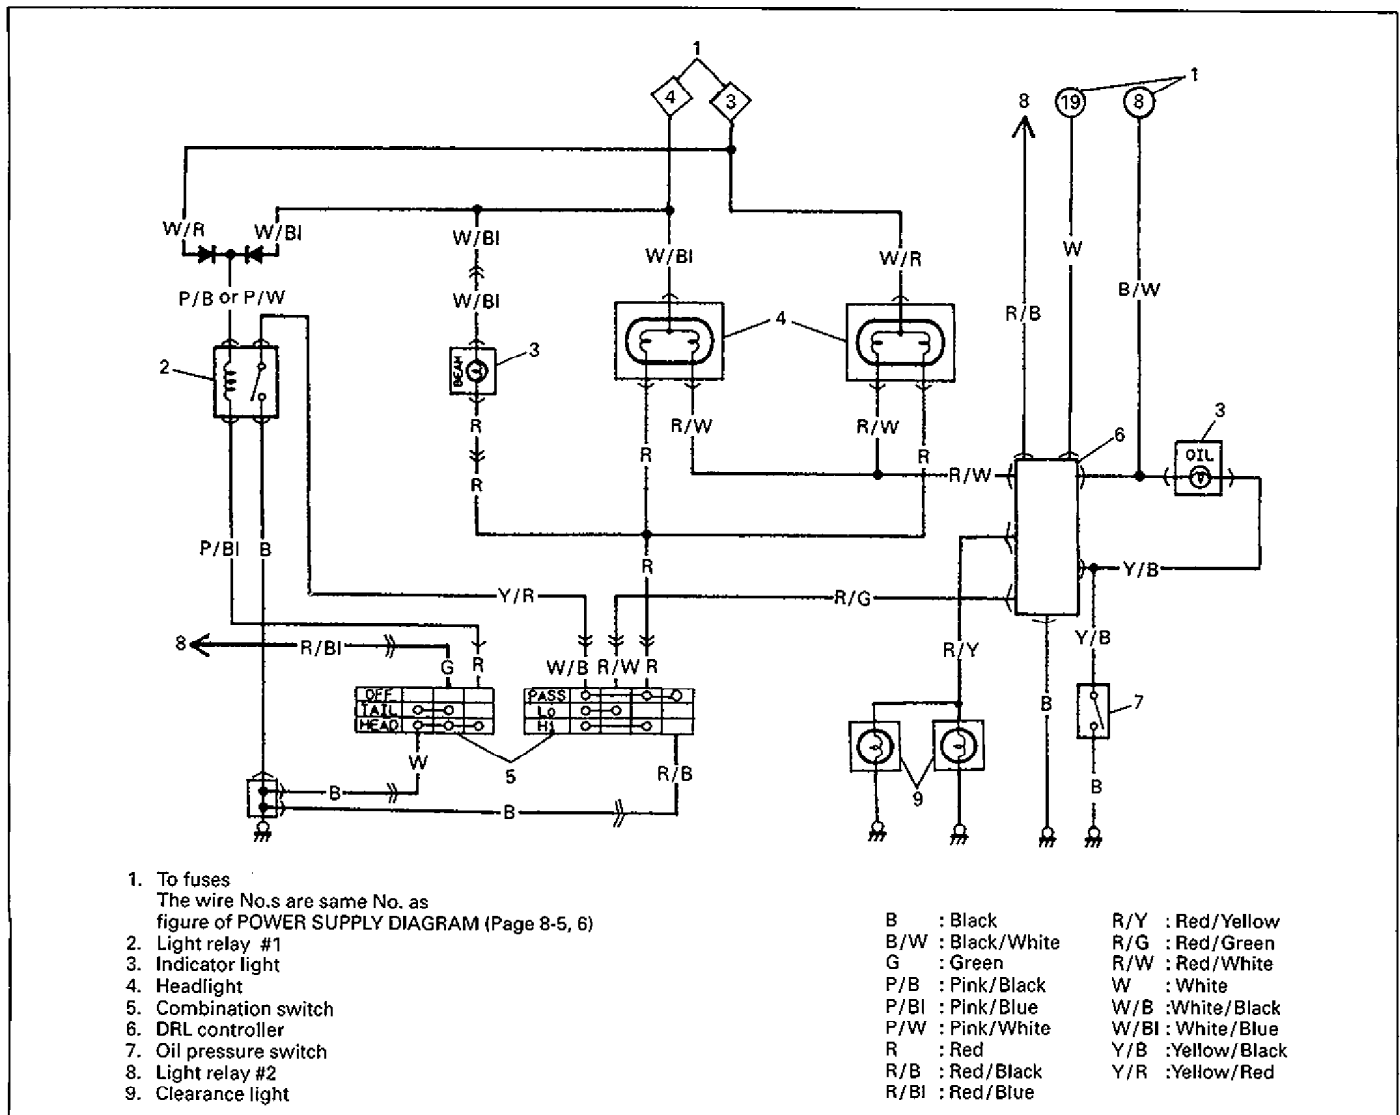 1
4
3
8
19
8
1
W/R
W/Bl
W/Bl
W/Bl
W/R
W
P/B or P/W
W/Bl
R/B
B/W
2
BEAM
3
4
3
R
R/W
R/W
6
OIL
R
R
R
R/W
P/Bl
B
R
Y/B
Y/R
R/G
Y/B
8
R/Bl
G
R
W/B
R/W
R
R/Y
OFF
TAIL
HEAD
PASS
Lo
Hi
B
7
W
5
R/B
B
B
9
B
1. To fuses
The wire No.s are same No. as
figure of POWER SUPPLY DIAGRAM (Page 8-5, 6)
2. Light relay #1
3. Indicator light
4. Headlight
5. Combination switch
6. DRL controller
7. Oil pressure switch
8. Light relay #2
9. Clearance light
B : Black
B/W : Black/White
G : Green
P/B : Pink/Black
P/Bl : Pink/Blue
P/W : Pink/White
R : Red
R/B : Red/Black
R/Bl : Red/Blue
R/Y : Red/Yellow
R/G : Red/Green
R/W : Red/White
W : White
W/B : White/Black
W/Bl : White/Blue
Y/B : Yellow/Black
Y/R : Yellow/Red